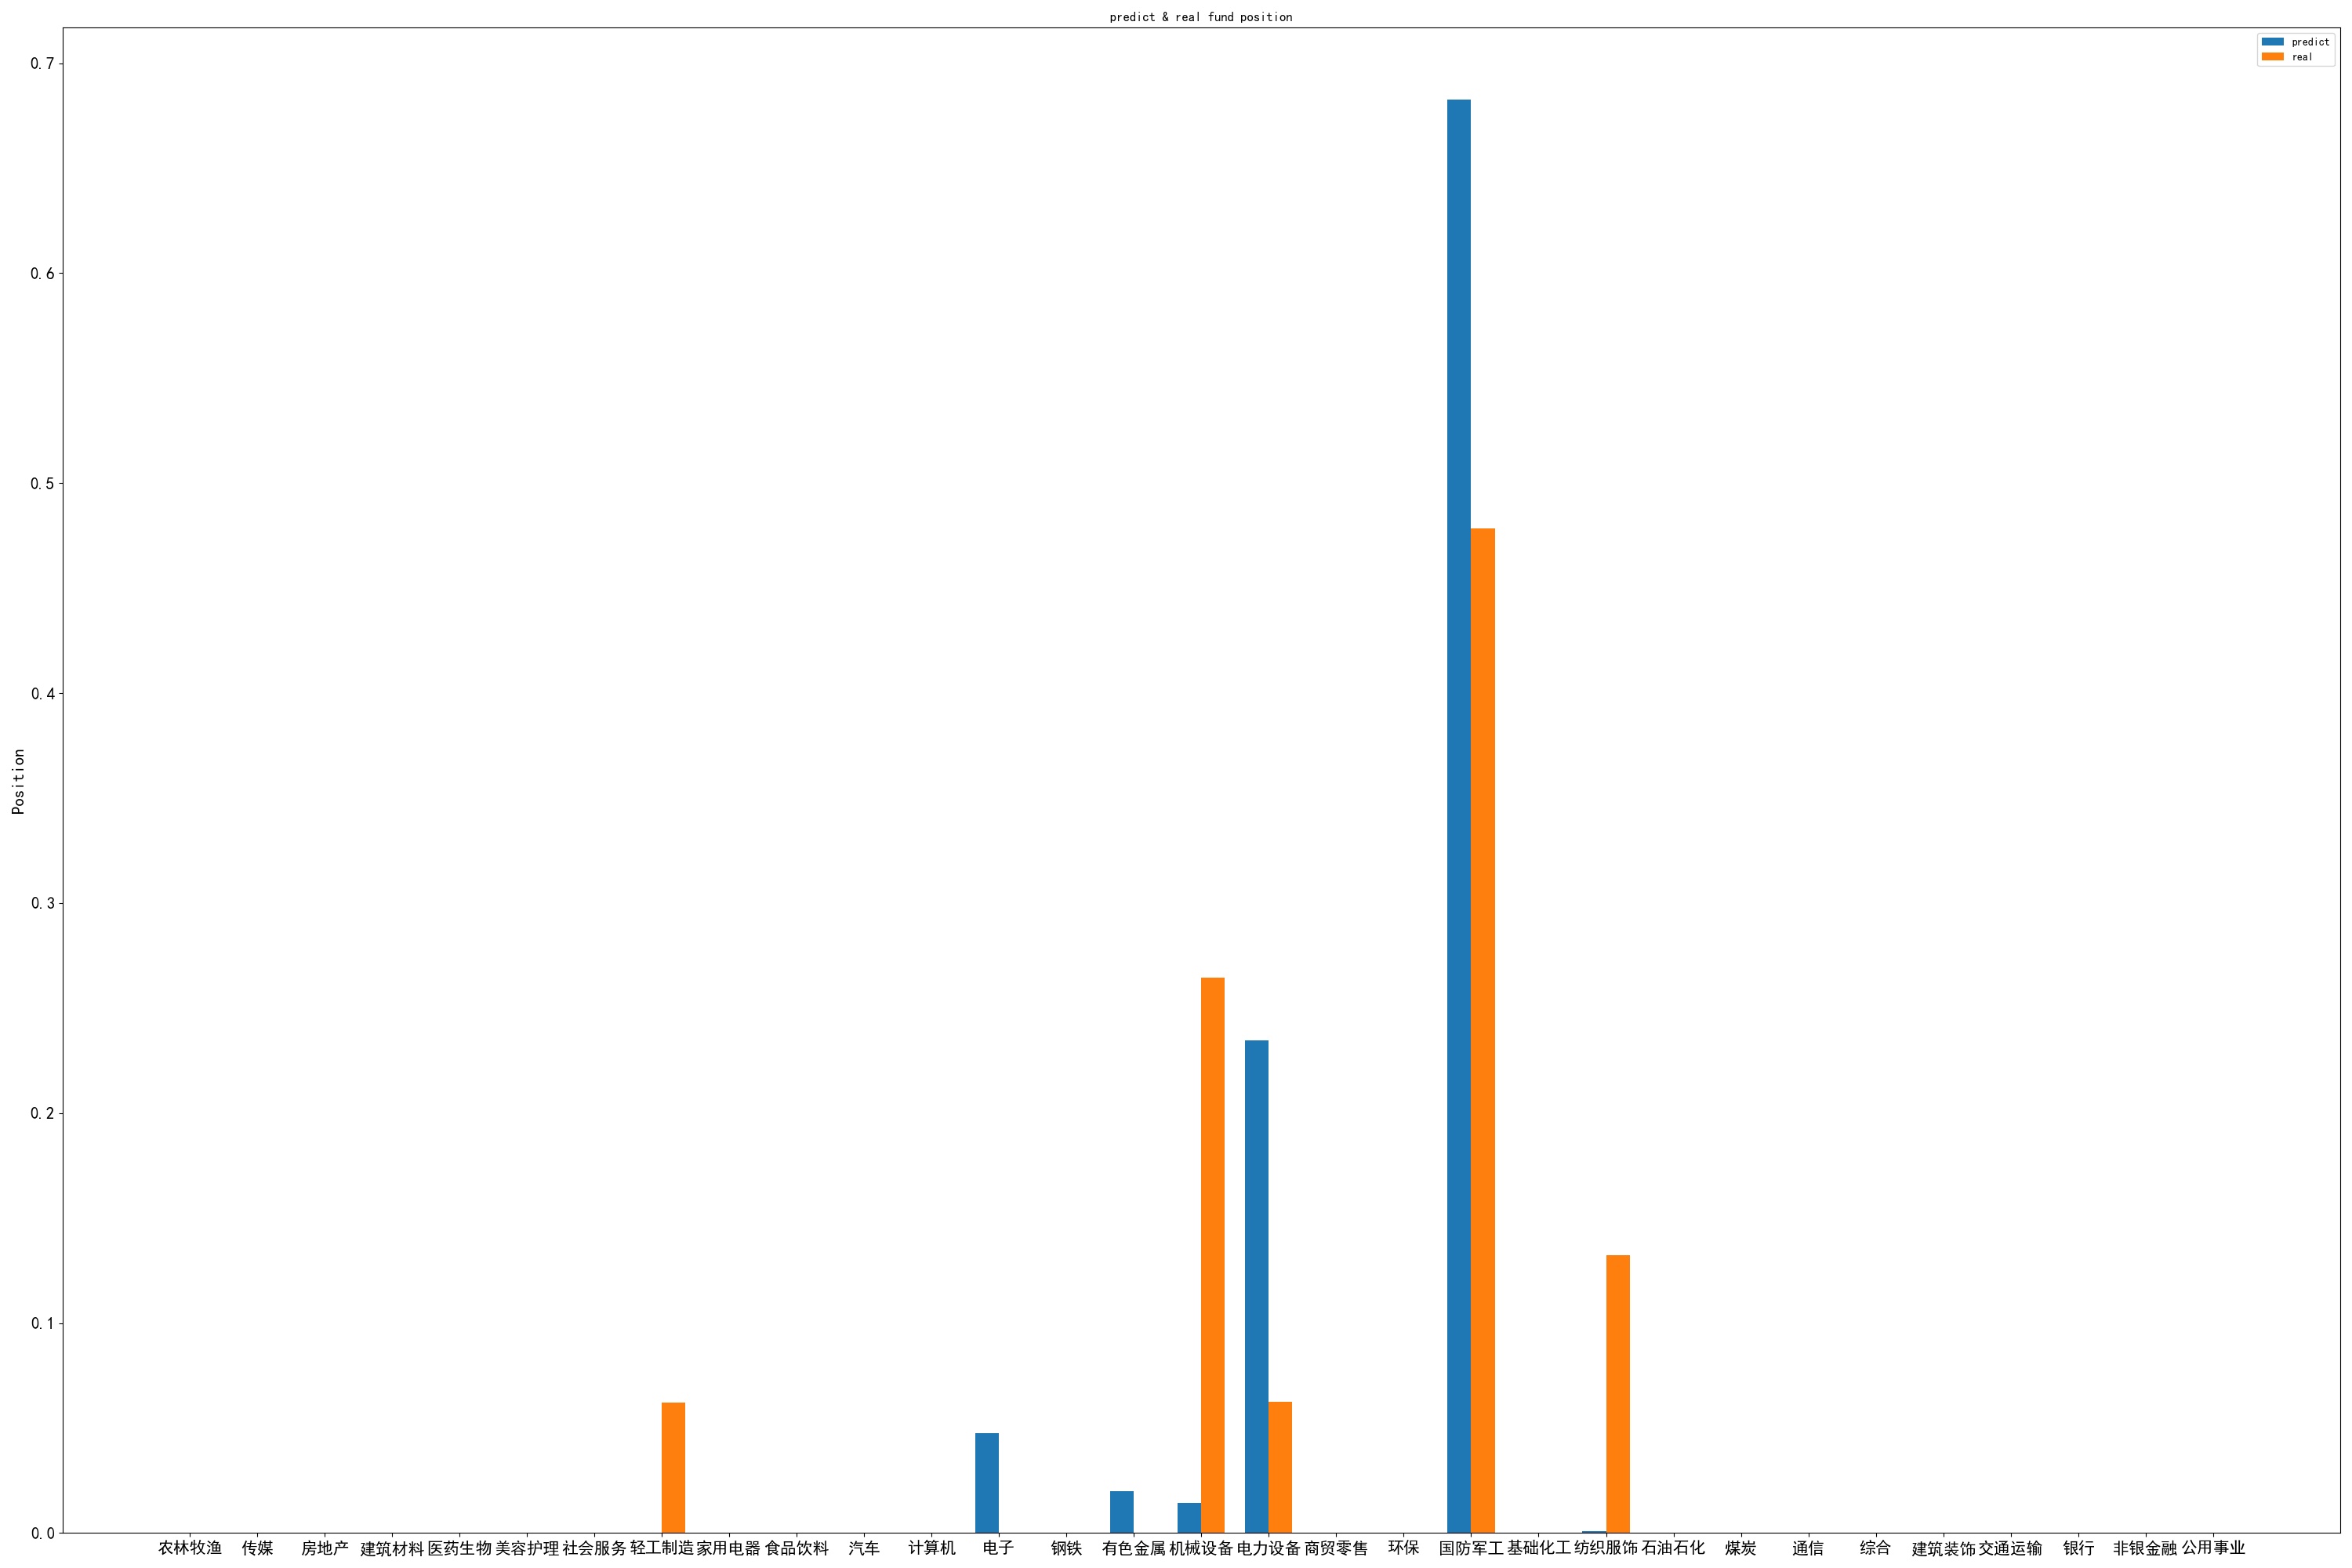 predict & real fund position
predict
real
Position
0.7
0.6
0.5
0.4
0.3
0.2
0.1
0.0
农林牧渔 传媒 房地产 建筑材料 医药生物 美容护理 社会服务 轻工制造 家用电器 食品饮料 汽车 计算机 电子 钢铁 有色金属 机械设备 电力设备 商贸零售 环保 国防军工 基础化工 纺织服饰 石油石化 煤炭 通信 综合 建筑装饰 交通运输 银行 非银金融 公用事业